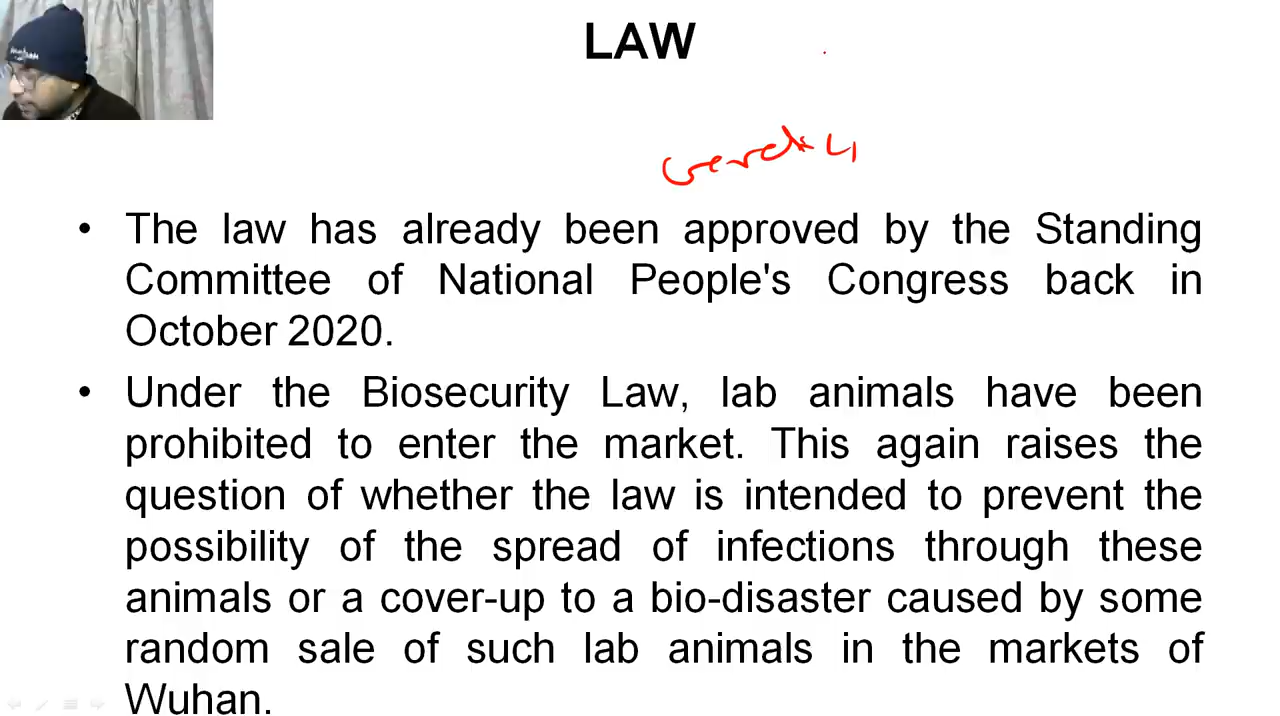 LAW
• The law has already been approved by the Standing
Committee of National People's Congress back in
October 2020.
• Under the Biosecurity Law, lab animals have been
prohibited to enter the market. This again raises the
question of whether the law is intended to prevent the
possibility of the spread of infections through these
animals or a cover-up to a bio-disaster caused by some
random sale of such lab animals in the markets of
Wuhan.